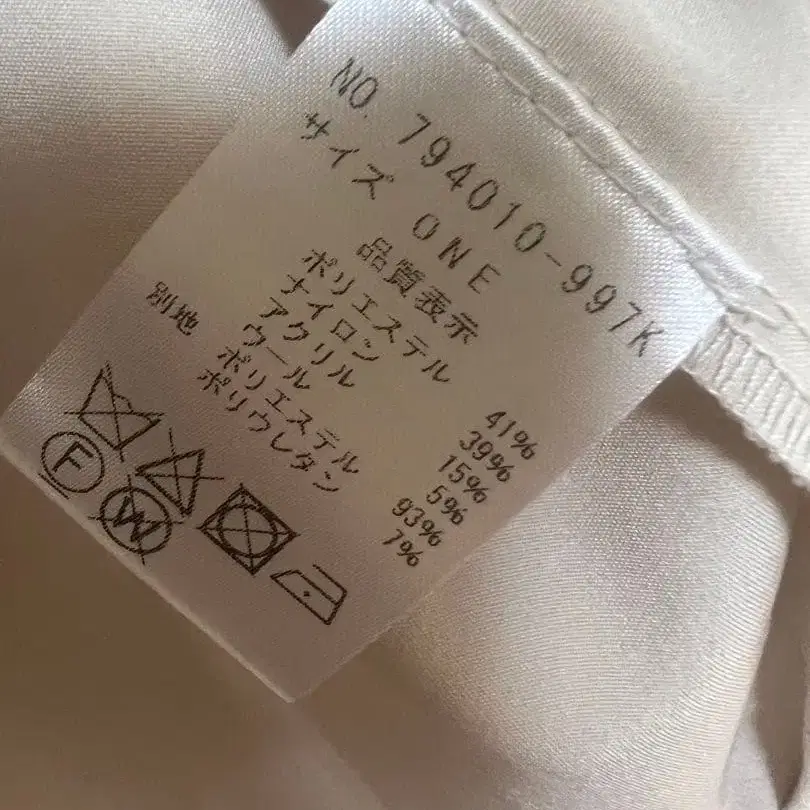 NO. 794010-997K
サイズ ONE
品質表示
ポリエステル 41%
ナイロン 39%
アクリル 15%
ウール 5%
別地 ポリエステル 93%
ポリウレタン 7%
F
W